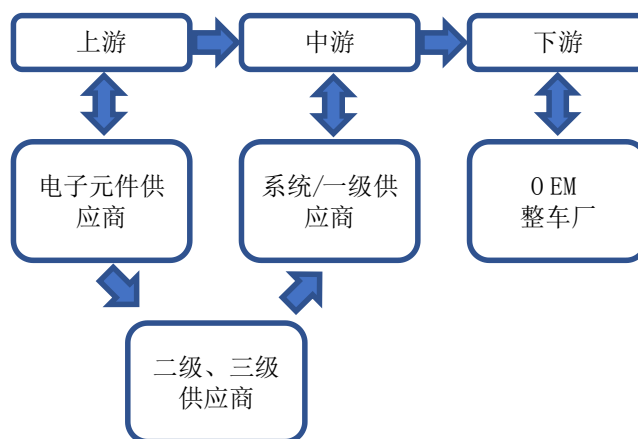 上游
中游
下游
电子元件供
应商
系统/一级供
应商
OEM
整车厂
二级、三级
供应商